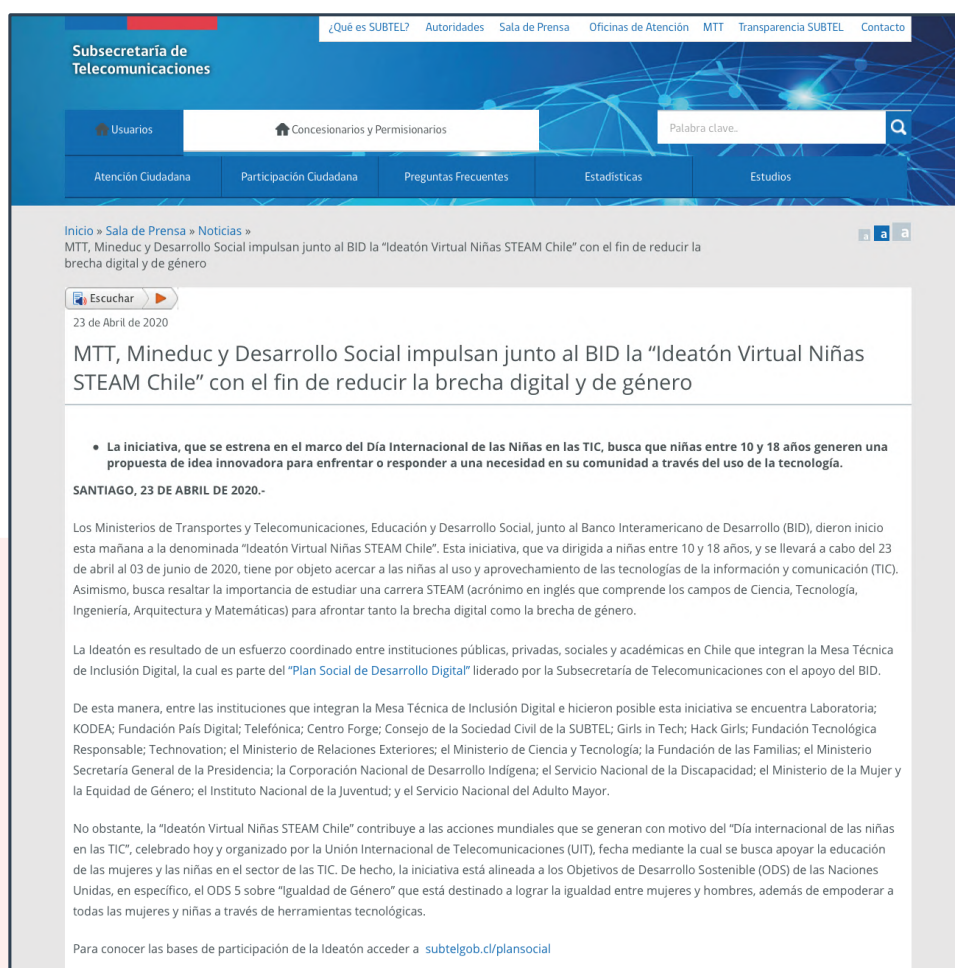 ¿Qué es SUBTEL? Autoridades Sala de Prensa Oficinas de Atención MTT Transparencia SUBTEL Contacto
Subsecretaría de
Telecomunicaciones
Usuarios Concesionarios y Permisionarios Palabra clave..
Atención Ciudadana Participación Ciudadana Preguntas Frecuentes Estadísticas Estudios
Inicio » Sala de Prensa » Noticias »
MTT, Mineduc y Desarrollo Social impulsan junto al BID la “Ideatón Virtual Niñas STEAM Chile” con el fin de reducir la
brecha digital y de género
a a a
Escuchar
23 de Abril de 2020
MTT, Mineduc y Desarrollo Social impulsan junto al BID la “Ideatón Virtual Niñas
STEAM Chile” con el fin de reducir la brecha digital y de género
• La iniciativa, que se estrena en el marco del Día Internacional de las Niñas en las TIC, busca que niñas entre 10 y 18 años generen una
propuesta de idea innovadora para enfrentar o responder a una necesidad en su comunidad a través del uso de la tecnología.
SANTIAGO, 23 DE ABRIL DE 2020.-
Los Ministerios de Transportes y Telecomunicaciones, Educación y Desarrollo Social, junto al Banco Interamericano de Desarrollo (BID), dieron inicio
esta mañana a la denominada “Ideatón Virtual Niñas STEAM Chile”. Esta iniciativa, que va dirigida a niñas entre 10 y 18 años, y se llevará a cabo del 23
de abril al 03 de junio de 2020, tiene por objeto acercar a las niñas al uso y aprovechamiento de las tecnologías de la información y comunicación (TIC).
Asimismo, busca resaltar la importancia de estudiar una carrera STEAM (acrónimo en inglés que comprende los campos de Ciencia, Tecnología,
Ingeniería, Arquitectura y Matemáticas) para afrontar tanto la brecha digital como la brecha de género.
La Ideatón es resultado de un esfuerzo coordinado entre instituciones públicas, privadas, sociales y académicas en Chile que integran la Mesa Técnica
de Inclusión Digital, la cual es parte del “Plan Social de Desarrollo Digital” liderado por la Subsecretaría de Telecomunicaciones con el apoyo del BID.
De esta manera, entre las instituciones que integran la Mesa Técnica de Inclusión Digital e hicieron posible esta iniciativa se encuentra Laboratoria;
KODEA; Fundación País Digital; Telefónica; Centro Forge; Consejo de la Sociedad Civil de la SUBTEL; Girls in Tech; Hack Girls; Fundación Tecnológica
Responsable; Technovation; el Ministerio de Relaciones Exteriores; el Ministerio de Ciencia y Tecnología; la Fundación de las Familias; el Ministerio
Secretaría General de la Presidencia; la Corporación Nacional de Desarrollo Indígena; el Servicio Nacional de la Discapacidad; el Ministerio de la Mujer y
la Equidad de Género; el Instituto Nacional de la Juventud; y el Servicio Nacional del Adulto Mayor.
No obstante, la “Ideatón Virtual Niñas STEAM Chile” contribuye a las acciones mundiales que se generan con motivo del “Día internacional de las niñas
en las TIC”, celebrado hoy y organizado por la Unión Internacional de Telecomunicaciones (UIT), fecha mediante la cual se busca apoyar la educación
de las mujeres y las niñas en el sector de las TIC. De hecho, la iniciativa está alineada a los Objetivos de Desarrollo Sostenible (ODS) de las Naciones
Unidas, en específico, el ODS 5 sobre “Igualdad de Género” que está destinado a lograr la igualdad entre mujeres y hombres, además de empoderar a
todas las mujeres y niñas a través de herramientas tecnológicas.
Para conocer las bases de participación de la Ideatón acceder a subtelgob.cl/plansocial